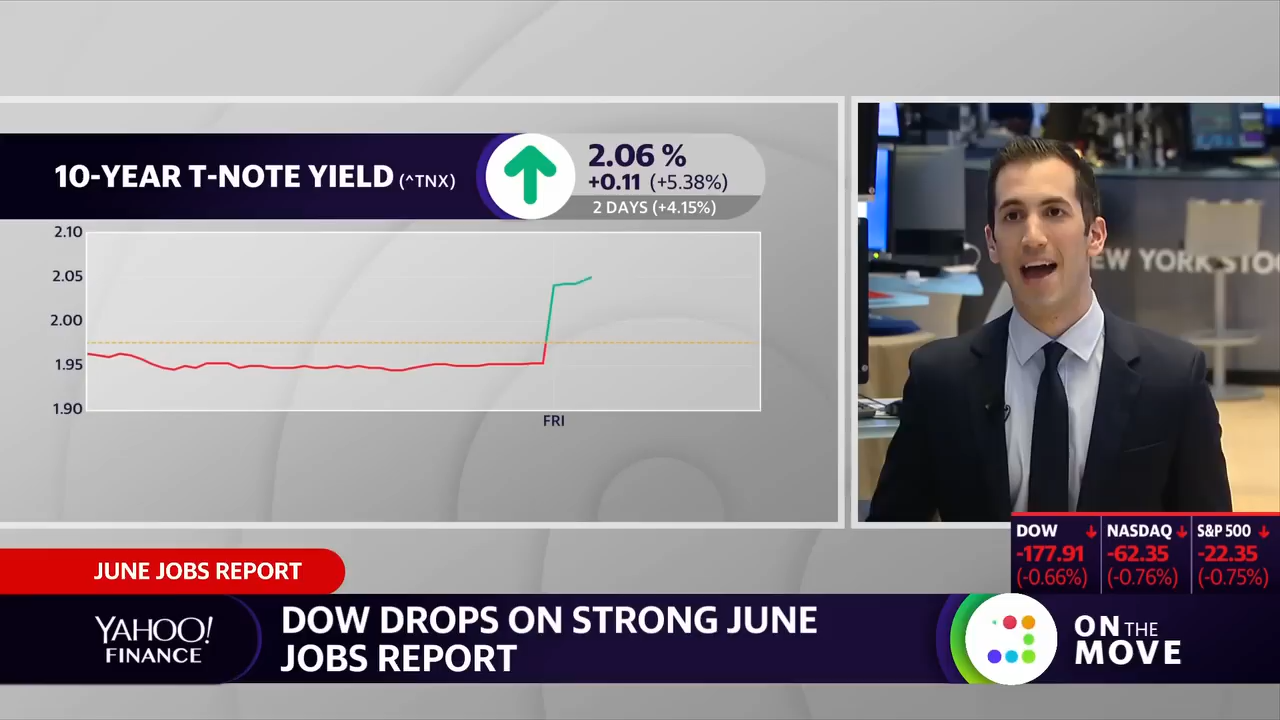 10-YEAR T-NOTE YIELD (^TNX)
2.06 %
+0.11 (+5.38%)
2 DAYS (+4.15%)
2.10
2.05
2.00
1.95
1.90
FRI
EW YORK STO
DOW
-177.91
(-0.66%)
NASDAQ
-62.35
(-0.76%)
S&P 500
-22.35
(-0.75%)
JUNE JOBS REPORT
YAHOO!
FINANCE
DOW DROPS ON STRONG JUNE
JOBS REPORT
ON THE
MOVE